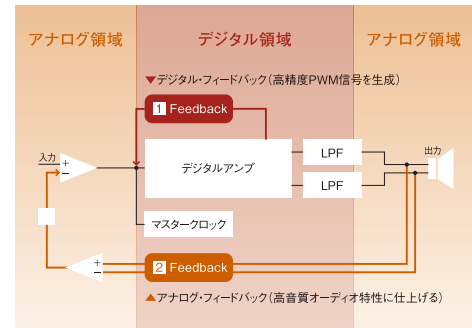 アナログ領域
デジタル領域
アナログ領域
▼デジタル・フィードバック（高精度PWM信号を生成）
1 Feedback
入力
+
−
デジタルアンプ
LPF
LPF
出力
マスタークロック
+
−
2 Feedback
▲アナログ・フィードバック（高音質オーディオ特性に仕上げる）